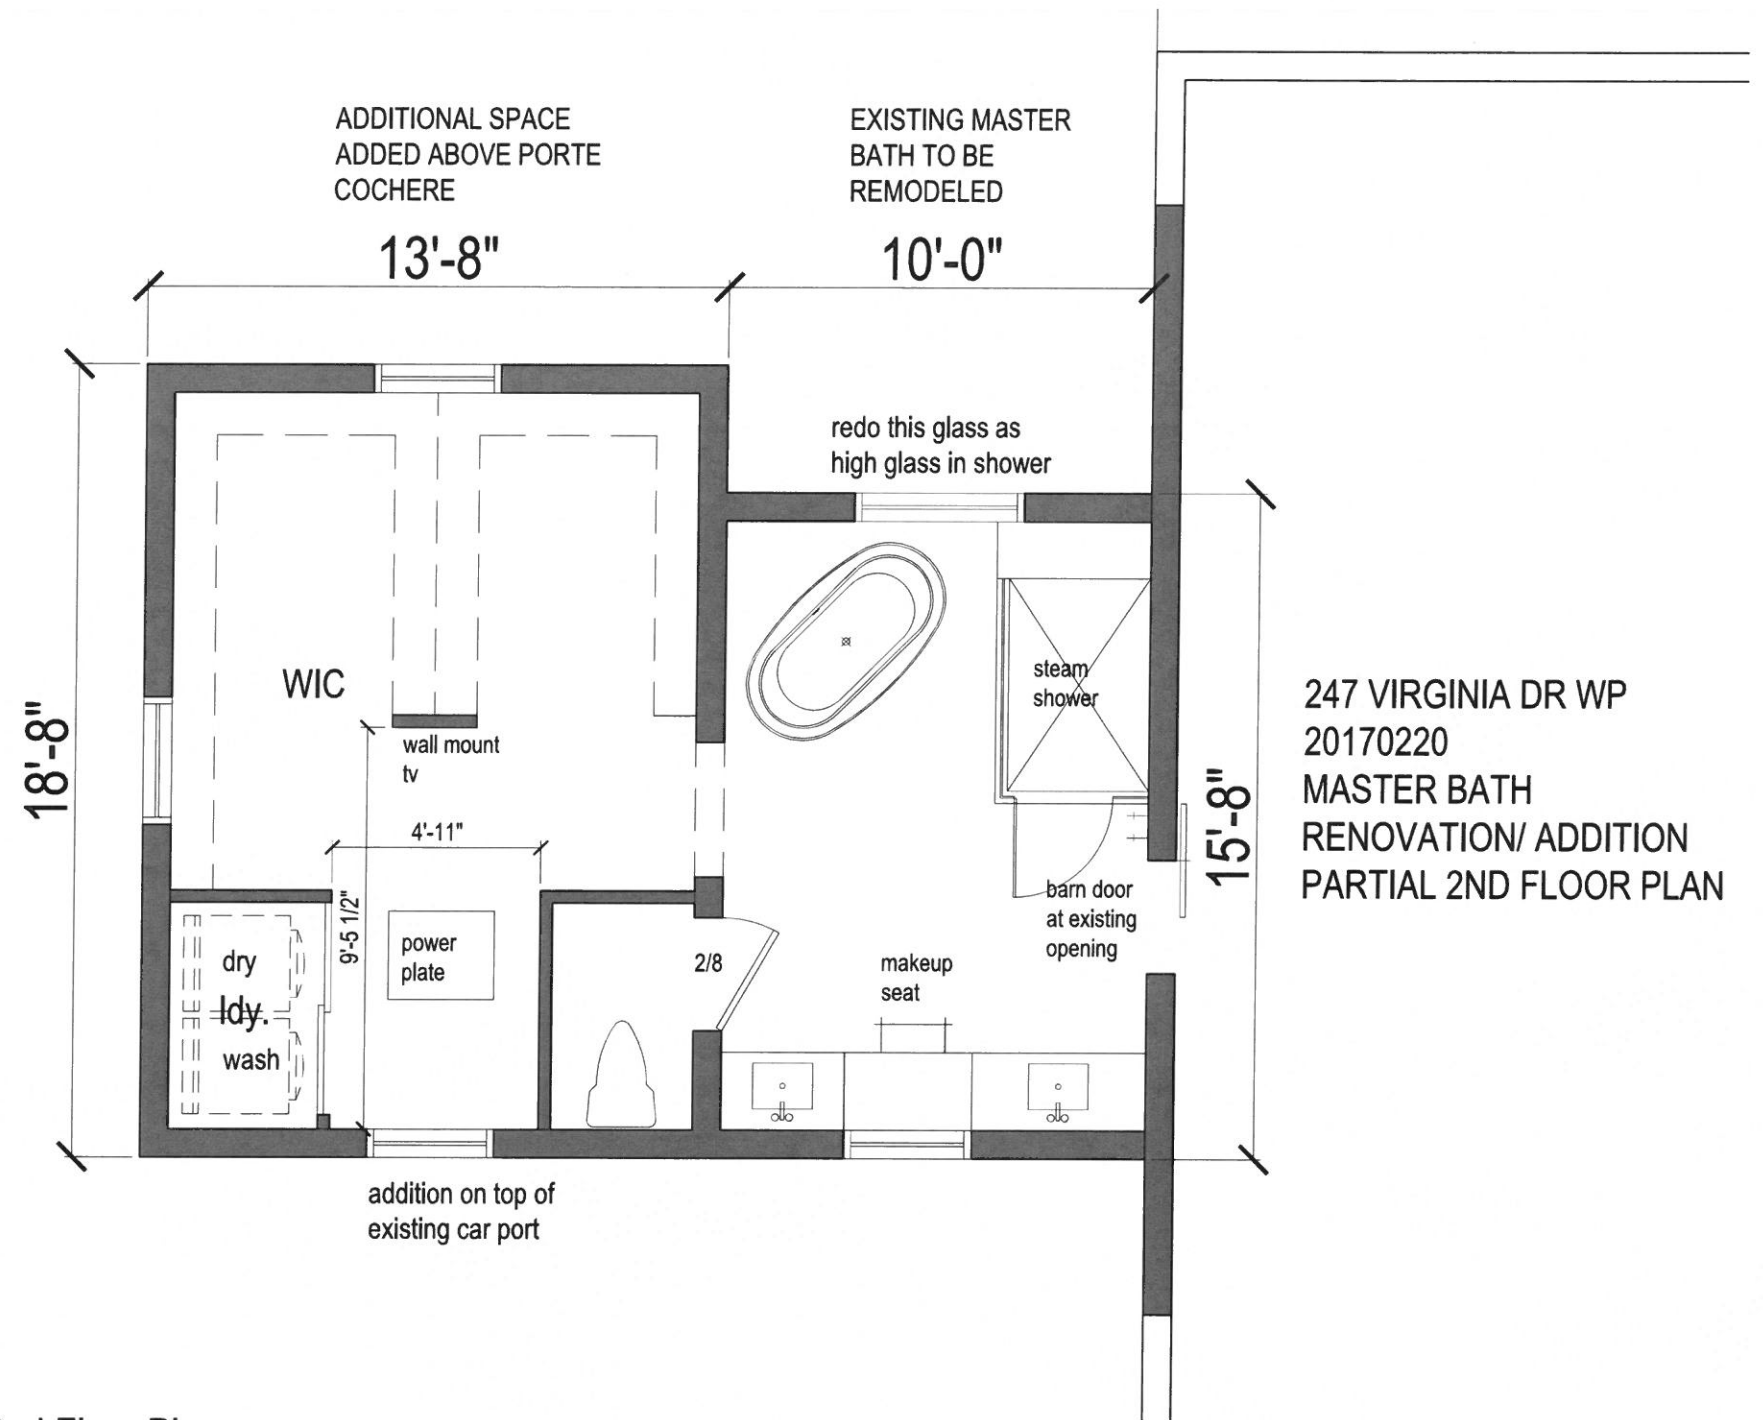 ADDITIONAL SPACE
ADDED ABOVE PORTE
COCHERE
EXISTING MASTER
BATH TO BE
REMODELED
13'-8"
10'-0"
redo this glass as
high glass in shower
18'-8"
WIC
steam
shower
wall mount
tv
4'-11"
9'-5 1/2"
15'-8"
247 VIRGINIA DR WP
20170220
MASTER BATH
RENOVATION/ ADDITION
PARTIAL 2ND FLOOR PLAN
barn door
at existing
opening
dry
ldy.
wash
power
plate
2/8
makeup
seat
addition on top of
existing car port